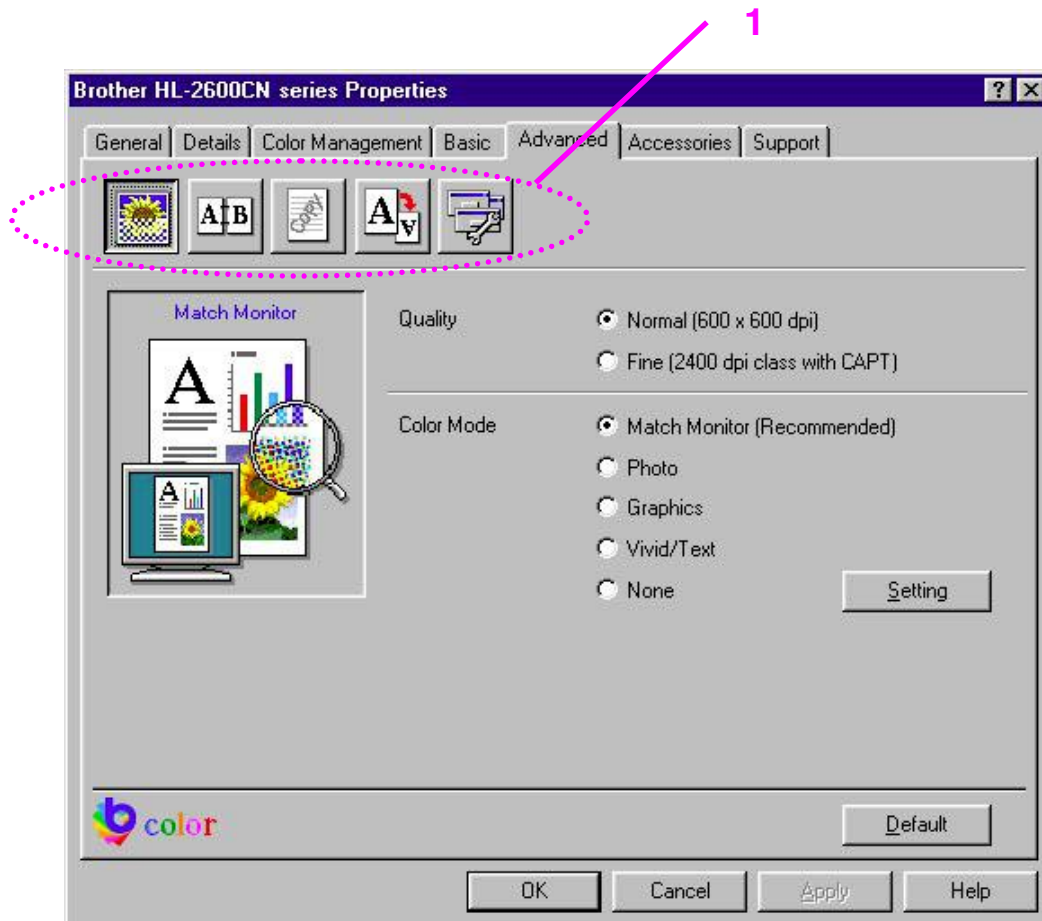 1
Brother HL-2600CN series Properties
General Details Color Management Basic Advanced Accessories Support
A B COPY A A
Match Monitor
A
A
Quality
Normal (600 x 600 dpi)
Fine (2400 dpi class with CAPT)
Color Mode
Match Monitor (Recommended)
Photo
Graphics
Vivid/Text
None
Setting
b color
Default
OK Cancel Apply Help